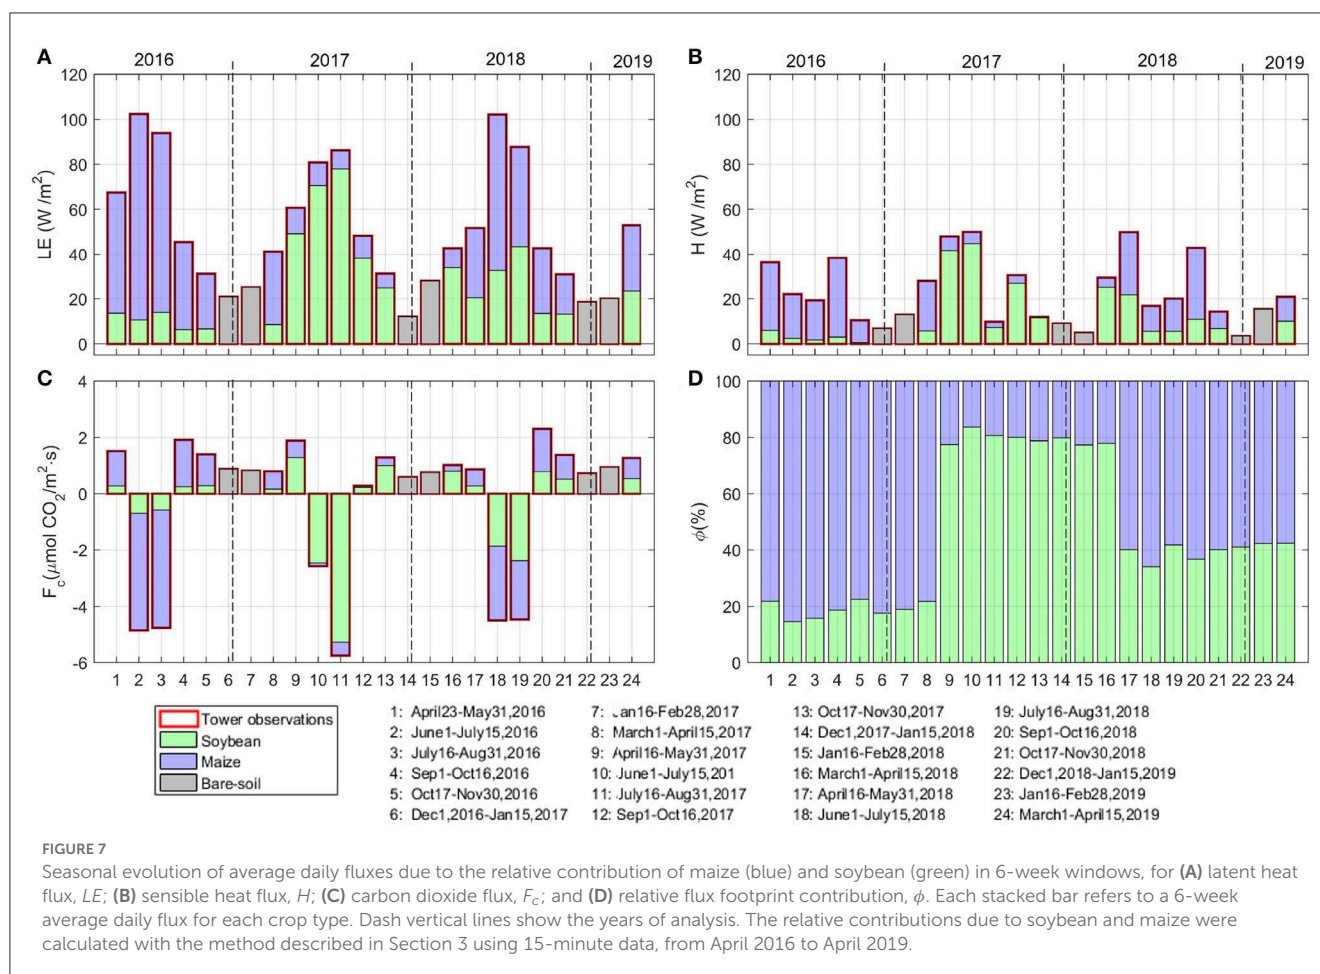 A
2016
2017
2018
2019
120
100
80
60
40
20
0
LE (W /m²)
B
2016
2017
2018
2019
120
100
80
60
40
20
0
H (W /m²)
C
4
2
0
-2
-4
-6
F_c(μmol CO₂/m²·s)
1 2 3 4 5 6 7 8 9 10 11 12 13 14 15 16 17 18 19 20 21 22 23 24
D
100
80
60
40
20
0
ϕ(%)
1 2 3 4 5 6 7 8 9 10 11 12 13 14 15 16 17 18 19 20 21 22 23 24
Tower observations
Soybean
Maize
Bare-soil
1: April23-May31,2016
2: June1-July15,2016
3: July16-Aug31,2016
4: Sep1-Oct16,2016
5: Oct17-Nov30,2016
6: Dec1,2016-Jan15,2017
7: Jan16-Feb28,2017
8: March1-April15,2017
9: April16-May31,2017
10: June1-July15,201
11: July16-Aug31,2017
12: Sep1-Oct16,2017
13: Oct17-Nov30,2017
14: Dec1,2017-Jan15,2018
15: Jan16-Feb28,2018
16: March1-April15,2018
17: April16-May31,2018
18: June1-July15,2018
19: July16-Aug31,2018
20: Sep1-Oct16,2018
21: Oct17-Nov30,2018
22: Dec1,2018-Jan15,2019
23: Jan16-Feb28,2019
24: March1-April15,2019
FIGURE 7
Seasonal evolution of average daily fluxes due to the relative contribution of maize (blue) and soybean (green) in 6-week windows, for (A) latent heat
flux, LE; (B) sensible heat flux, H; (C) carbon dioxide flux, F_c; and (D) relative flux footprint contribution, ϕ. Each stacked bar refers to a 6-week
average daily flux for each crop type. Dash vertical lines show the years of analysis. The relative contributions due to soybean and maize were
calculated with the method described in Section 3 using 15-minute data, from April 2016 to April 2019.